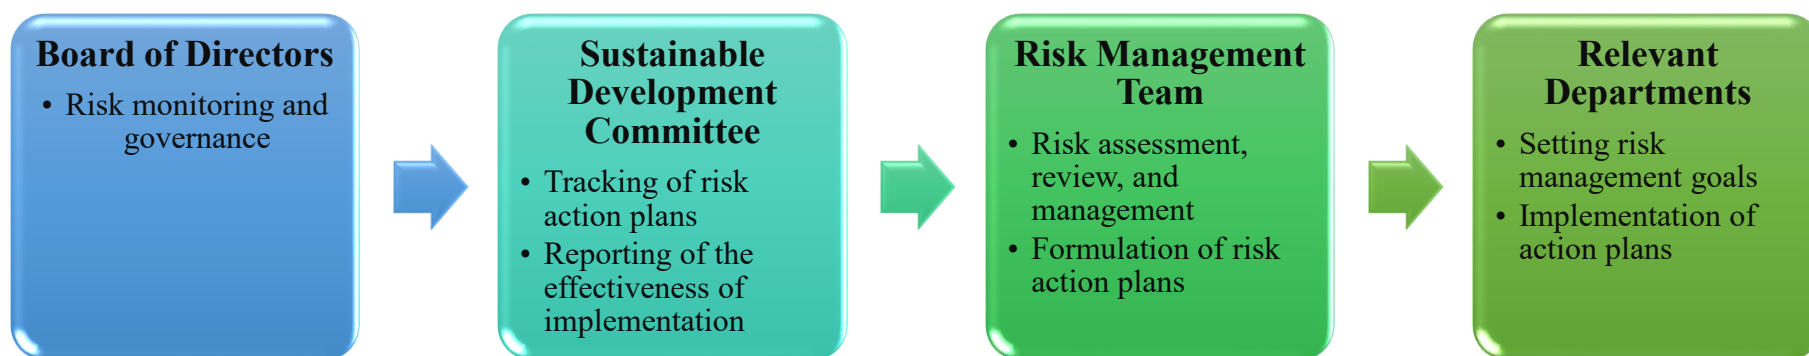 Board of Directors
• Risk monitoring and
governance
Sustainable
Development
Committee
• Tracking of risk
action plans
• Reporting of the
effectiveness of
implementation
Risk Management
Team
• Risk assessment,
review, and
management
• Formulation of risk
action plans
Relevant
Departments
• Setting risk
management goals
• Implementation of
action plans